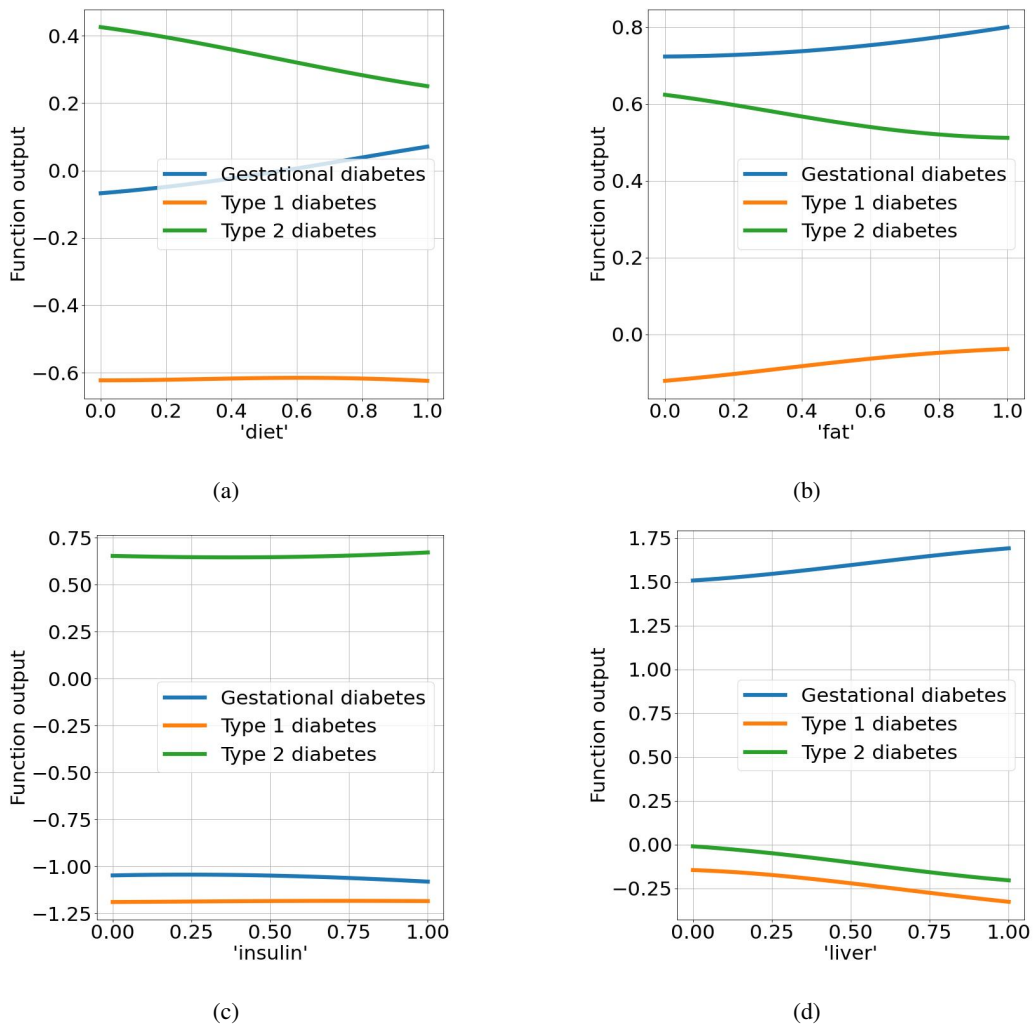 0.4
0.2
0.0
−0.2
−0.4
−0.6
Function output
Gestational diabetes
Type 1 diabetes
Type 2 diabetes
0.0 0.2 0.4 0.6 0.8 1.0
'diet'
(a)
0.8
0.6
0.4
0.2
0.0
Function output
Gestational diabetes
Type 1 diabetes
Type 2 diabetes
0.0 0.2 0.4 0.6 0.8 1.0
'fat'
(b)
0.75
0.50
0.25
0.00
−0.25
−0.50
−0.75
−1.00
−1.25
Function output
Gestational diabetes
Type 1 diabetes
Type 2 diabetes
0.00 0.25 0.50 0.75 1.00
'insulin'
(c)
1.75
1.50
1.25
1.00
0.75
0.50
0.25
0.00
−0.25
Function output
Gestational diabetes
Type 1 diabetes
Type 2 diabetes
0.00 0.25 0.50 0.75 1.00
'liver'
(d)